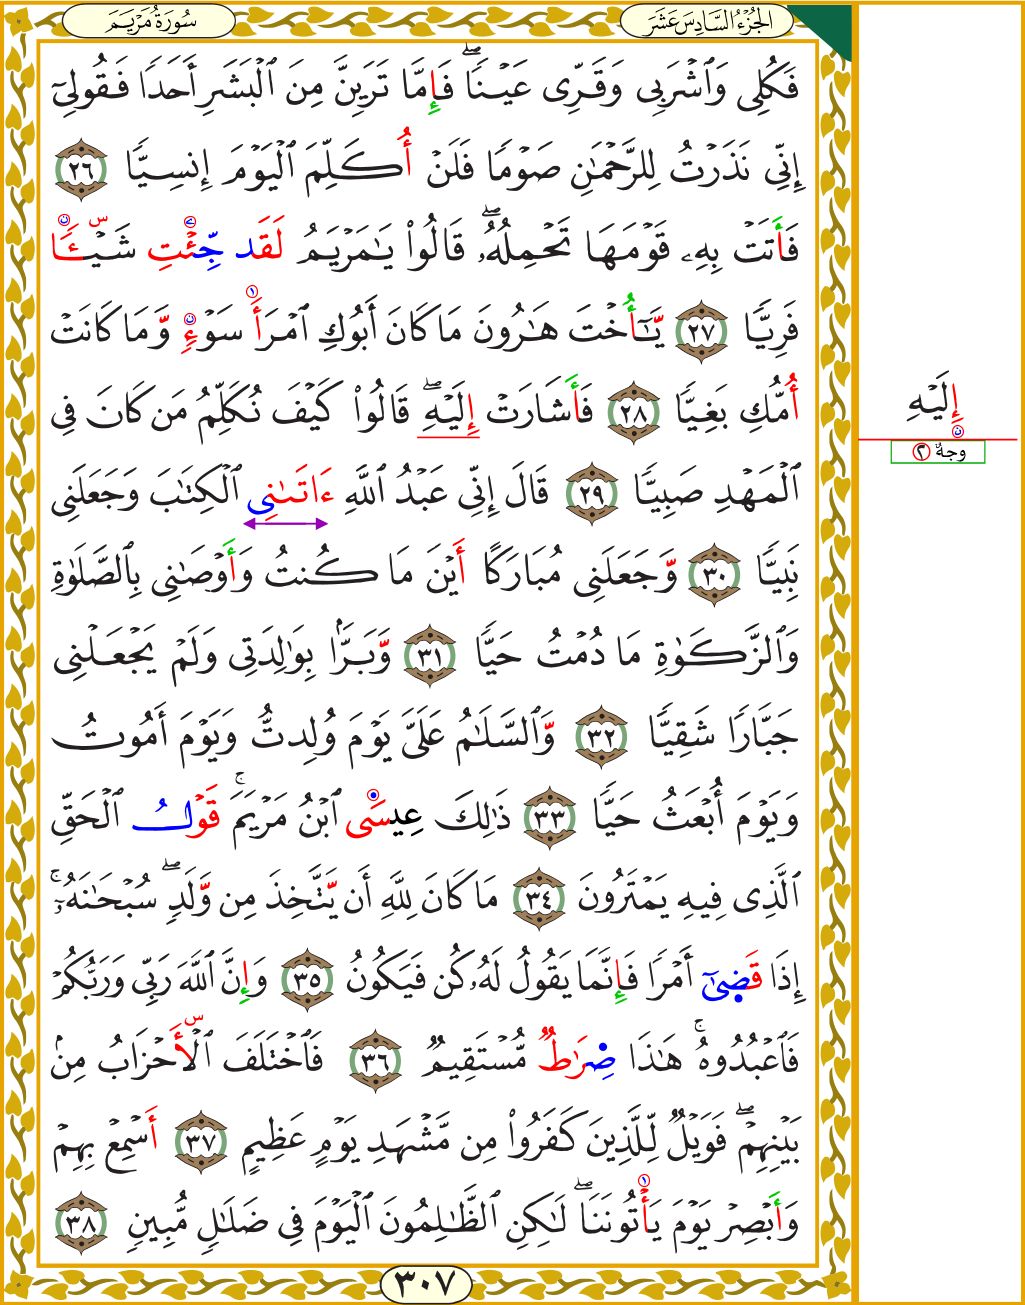 الجُزْءُ السَّادِسَ عَشَرَ
سُورَةُ مَرْيَمَ
فَكُلِى وَٱشْرَبِى وَقَرِّى عَيْنٗاۖ فَإِمَّا تَرَيِنَّ مِنَ ٱلْبَشَرِ أَحَدٗا فَقُولِىٓ
إِنِّى نَذَرْتُ لِلرَّحْمَٰنِ صَوْمٗا فَلَنْ أُكَلِّمَ ٱلْيَوْمَ إِنسِيّٗا ٢٦
فَأَتَتْ بِهِۦ قَوْمَهَا تَحْمِلُهُۥۖ قَالُوا۟ يَٰمَرْيَمُ لَقَد جِّئْتِ شَيْـٔٗا
فَرِيّٗا ٢٧ يَٰٓأُخْتَ هَٰرُونَ مَا كَانَ أَبُوكِ ٱمْرَأَ سَوْءٖ وَّمَا كَانَتْ
أُمُّكِ بَغِيّٗا ٢٨ فَأَشَارَتْ إِلَيْهِۖ قَالُوا۟ كَيْفَ نُكَلِّمُ مَن كَانَ فِى
ٱلْمَهْدِ صَبِيّٗا ٢٩ قَالَ إِنِّى عَبْدُ ٱللَّهِ ءَاتَىٰنِى ٱلْكِتَٰبَ وَجَعَلَنِى
نَبِيّٗا ٣٠ وَّجَعَلَنِى مُبَارَكًا أَيْنَ مَا كُنتُ وَأَوْصَٰنِى بِٱلصَّلَوٰةِ
وَٱلزَّكَوٰةِ مَا دُمْتُ حَيّٗا ٣١ وَّبَرَّۢا بِوَٰلِدَتِى وَلَمْ يَجْعَلْنِى
جَبَّارٗا شَقِيّٗا ٣٢ وَّٱلسَّلَٰمُ عَلَىَّ يَوْمَ وُلِدتُّ وَيَوْمَ أَمُوتُ
وَيَوْمَ أُبْعَثُ حَيّٗا ٣٣ ذَٰلِكَ عِيسَى ٱبْنُ مَرْيَمَۚ قَوْلُ ٱلْحَقِّ
ٱلَّذِى فِيهِ يَمْتَرُونَ ٣٤ مَا كَانَ لِلَّهِ أَن يَّتَّخِذَ مِن وَّلَدٖۖ سُبْحَٰنَهُۥٓۚ
إِذَا قَضِىٰٓ أَمْرٗا فَإِنَّمَا يَقُولُ لَهُۥ كُن فَيَكُونُ ٣٥ وَإِنَّ ٱللَّهَ رَبِّى وَرَبُّكُمْ
فَٱعْبُدُوهُۚ هَٰذَا صِرَٰطٞ مُّسْتَقِيمٞ ٣٦ فَٱخْتَلَفَ ٱلْأَحْزَابُ مِنۢ
بَيْنِهِمْۖ فَوَيْلٞ لِّلَّذِينَ كَفَرُوا۟ مِن مَّشْهَدِ يَوْمٍ عَظِيمٍ ٣٧ أَسْمِعْ بِهِمْ
وَأَبْصِرْ يَوْمَ يَأْتُونَنَاۖ لَٰكِنِ ٱلظَّٰلِمُونَ ٱلْيَوْمَ فِى ضَلَٰلٖ مُّبِينٖ ٣٨
إِلَيْهِ
وجهٌ ٢
٣٠٧